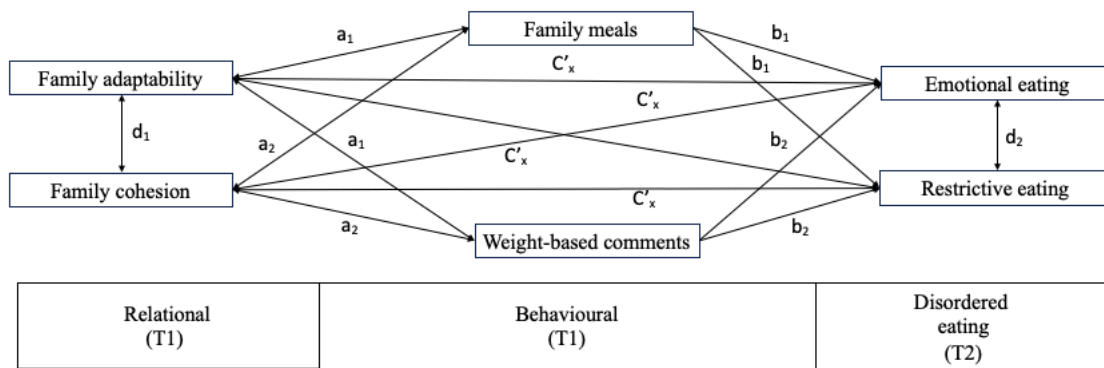 Family meals
a₁
b₁
C’ₓ
b₁
Family adaptability
Emotional eating
C’ₓ
d₁
a₂
a₁
b₂
d₂
C’ₓ
Family cohesion
Restrictive eating
C’ₓ
a₂
b₂
Weight-based comments
Relational
(T1)
Behavioural
(T1)
Disordered
eating
(T2)